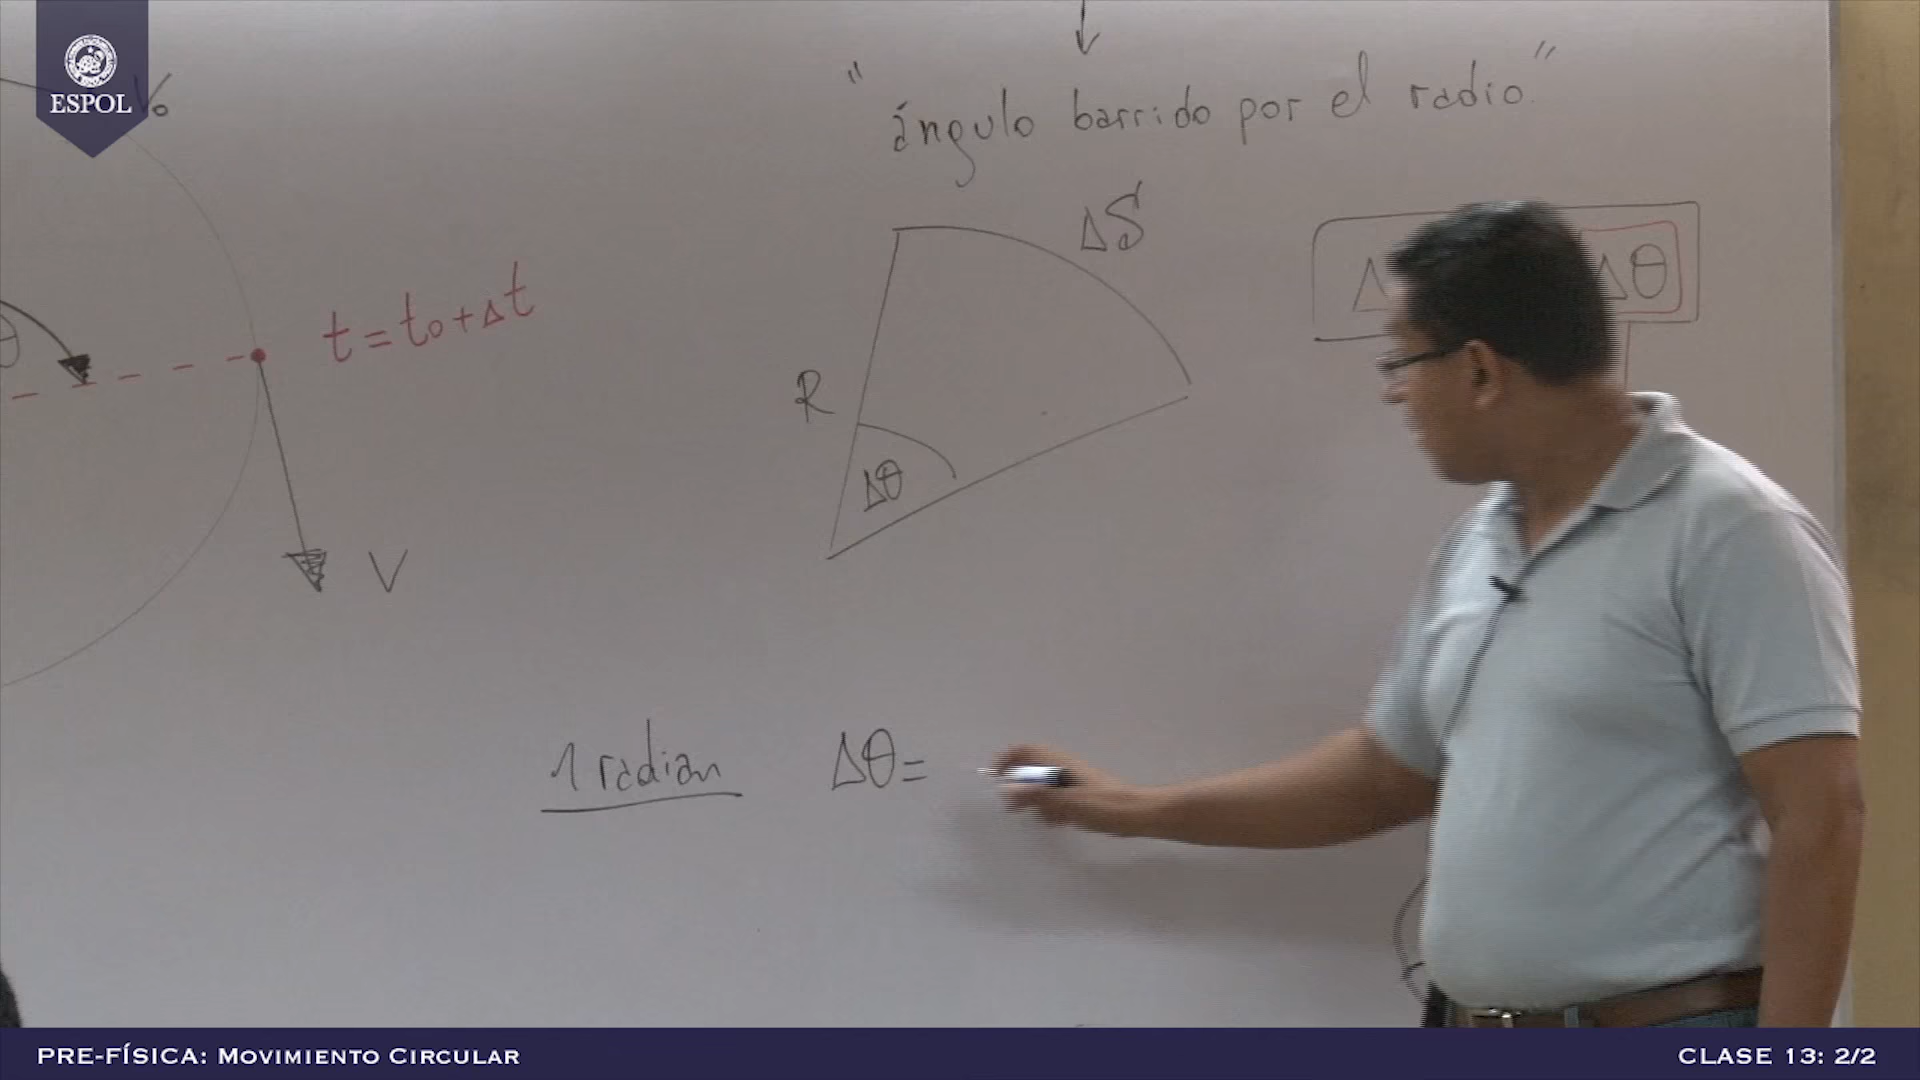 ESPOL
V₀
"ángulo barrido por el radio."
ΔS
Δ
Δθ
t = t₀ + Δt
θ
R
Δθ
V
1 radian Δθ =
PRE-FÍSICA: MOVIMIENTO CIRCULAR
CLASE 13: 2/2